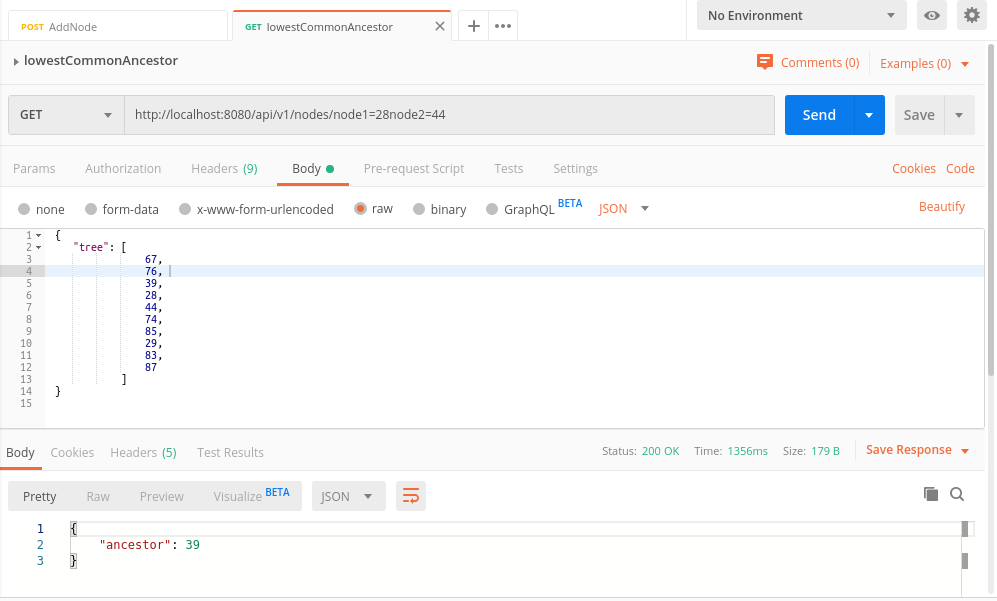 POST AddNode
GET lowestCommonAncestor
No Environment
lowestCommonAncestor
Comments (0)
Examples (0)
GET
http://localhost:8080/api/v1/nodes/node1=28node2=44
Send
Save
Params
Authorization
Headers (9)
Body
Pre-request Script
Tests
Settings
Cookies
Code
none
form-data
x-www-form-urlencoded
raw
binary
GraphQL BETA
JSON
Beautify
1 {
2 "tree": [
3 67,
4 76,
5 39,
6 28,
7 44,
8 74,
9 85,
10 29,
11 83,
12 87
13 ]
14 }
15
Body
Cookies
Headers (5)
Test Results
Status: 200 OK
Time: 1356ms
Size: 179 B
Save Response
Pretty
Raw
Preview
Visualize BETA
JSON
1 {
2 "ancestor": 39
3 }